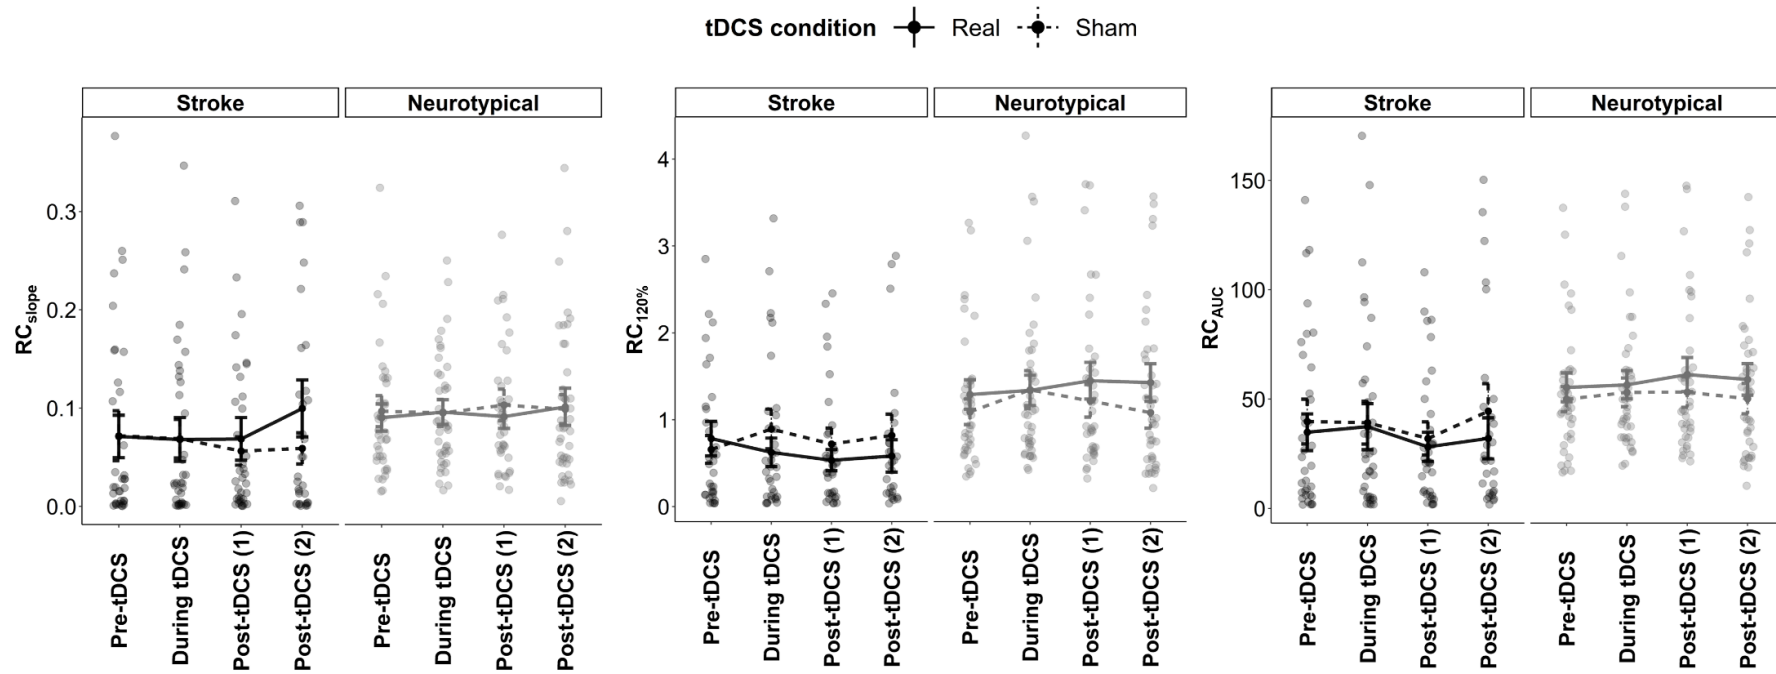 tDCS condition Real Sham
Stroke Neurotypical
RCslope
0.3
0.2
0.1
0.0
Pre-tDCS
During tDCS
Post-tDCS (1)
Post-tDCS (2)
Pre-tDCS
During tDCS
Post-tDCS (1)
Post-tDCS (2)
Stroke Neurotypical
RC120%
4
3
2
1
0
Pre-tDCS
During tDCS
Post-tDCS (1)
Post-tDCS (2)
Pre-tDCS
During tDCS
Post-tDCS (1)
Post-tDCS (2)
Stroke Neurotypical
RCAUC
150
100
50
0
Pre-tDCS
During tDCS
Post-tDCS (1)
Post-tDCS (2)
Pre-tDCS
During tDCS
Post-tDCS (1)
Post-tDCS (2)